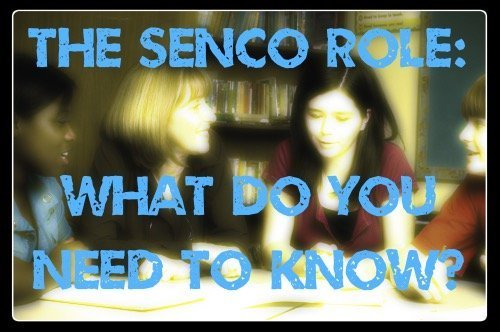 THE SENCO ROLE:
WHAT DO YOU
NEED TO KNOW?